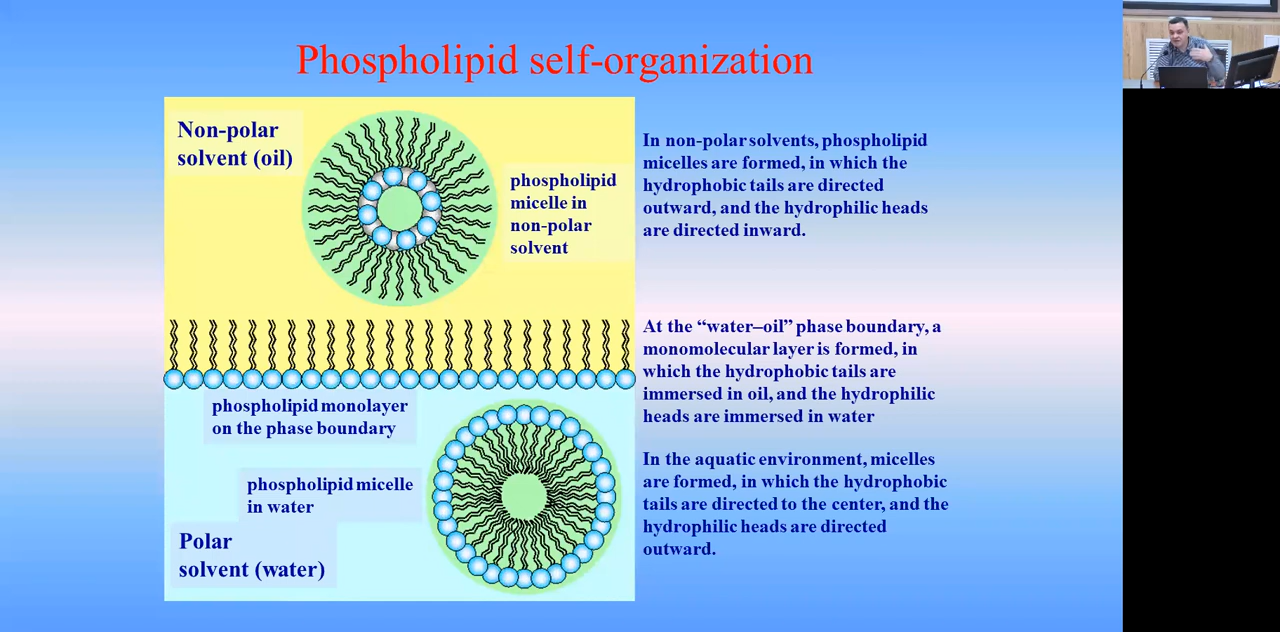 Phospholipid self-organization
Non-polar
solvent (oil)
phospholipid
micelle in
non-polar
solvent
In non-polar solvents, phospholipid
micelles are formed, in which the
hydrophobic tails are directed
outward, and the hydrophilic heads
are directed inward.
At the “water–oil” phase boundary, a
monomolecular layer is formed, in
which the hydrophobic tails are
immersed in oil, and the hydrophilic
heads are immersed in water
phospholipid monolayer
on the phase boundary
phospholipid micelle
in water
Polar
solvent (water)
In the aquatic environment, micelles
are formed, in which the hydrophobic
tails are directed to the center, and the
hydrophilic heads are directed
outward.